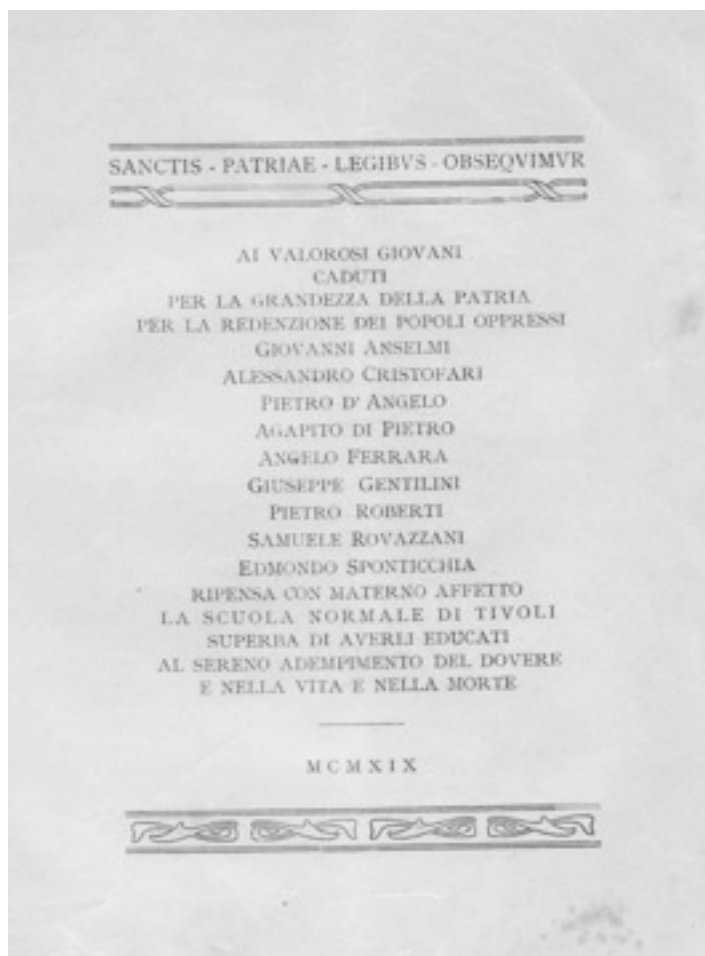 SANCTIS - PATRIAE - LEGIBVS - OBSEQVIMVR
AI VALOROSI GIOVANI
CADUTI
PER LA GRANDEZZA DELLA PATRIA
PER LA REDENZIONE DEI POPOLI OPPRESSI
GIOVANNI ANSELMI
ALESSANDRO CRISTOFARI
PIETRO D' ANGELO
AGAPITO DI PIETRO
ANGELO FERRARA
GIUSEPPE GENTILINI
PIETRO ROBERTI
SAMUELE ROVAZZANI
EDMONDO SPONTICCHIA
RIPENSA CON MATERNO AFFETTO
LA SCUOLA NORMALE DI TIVOLI
SUPERBA DI AVERLI EDUCATI
AL SERENO ADEMPIMENTO DEL DOVERE
E NELLA VITA E NELLA MORTE
MCMXIX